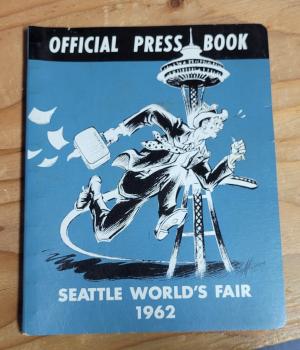 OFFICIAL PRESS BOOK
SEATTLE WORLD'S FAIR
1962